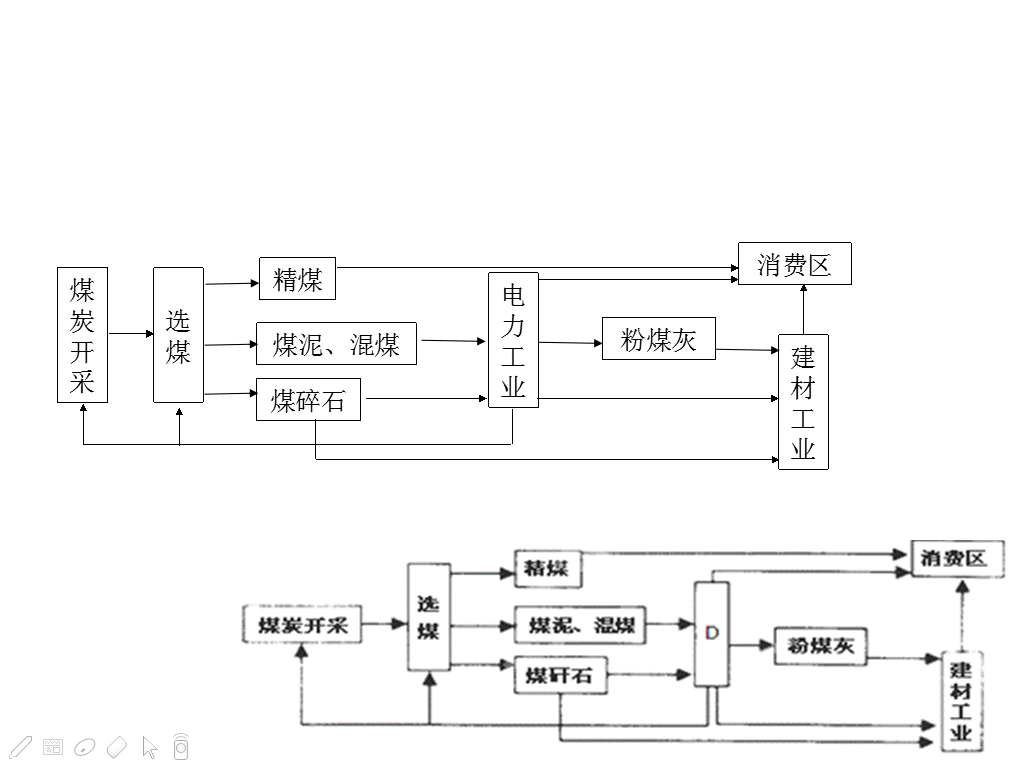 精煤
消费区
煤炭开采
选煤
电力工业
煤泥、混煤
粉煤灰
建材工业
煤碎石
消费区
精煤
选煤
煤炭开采
煤泥、混煤
D
粉煤灰
煤矸石
建材工业